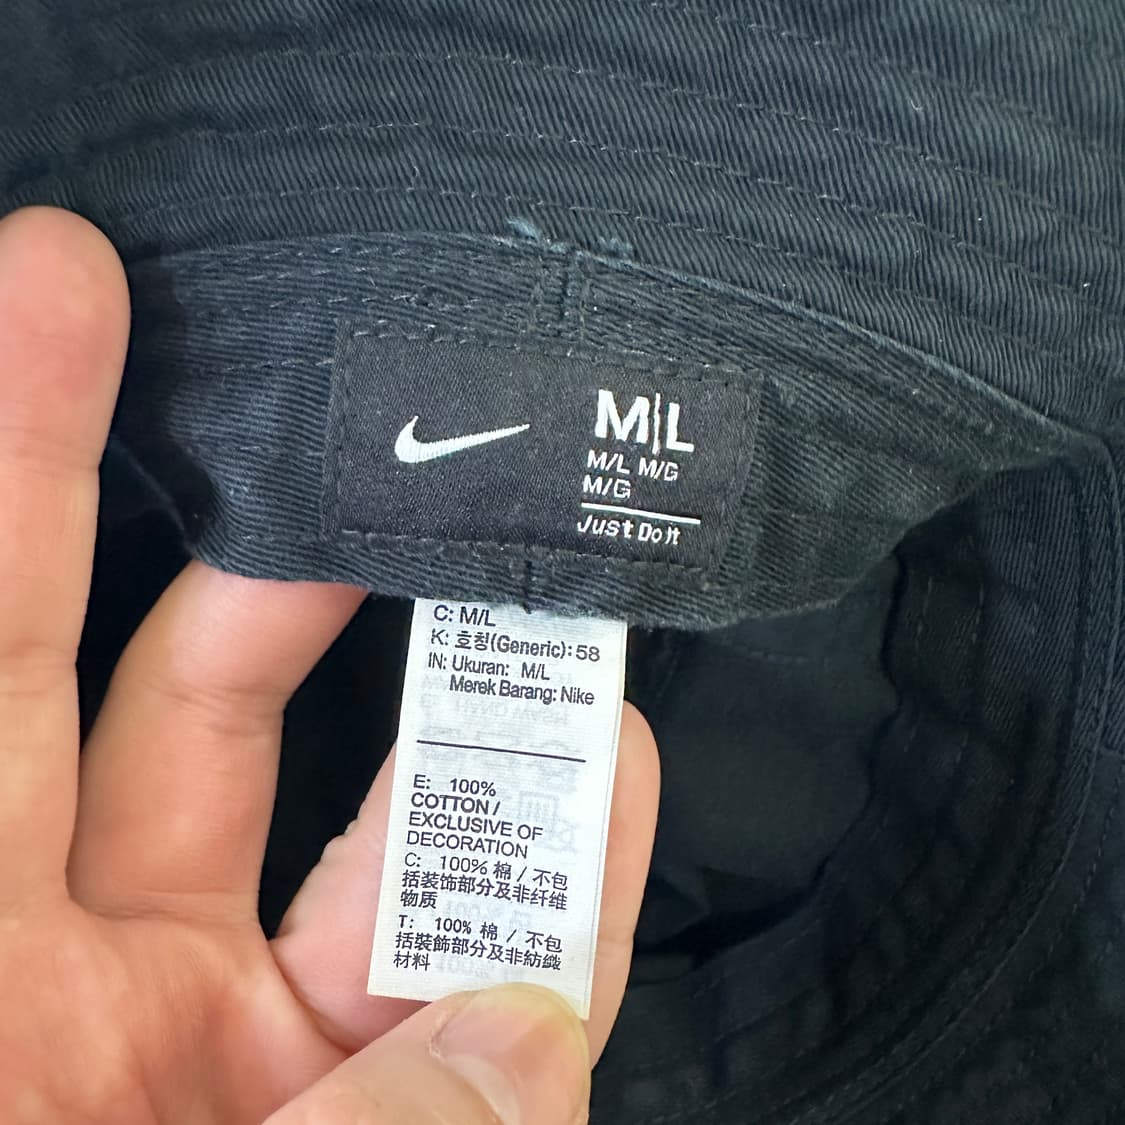 M|L
M/L M/G
M/G
Just Do It
C: M/L
K: 호칭(Generic): 58
IN: Ukuran: M/L
Merek Barang: Nike
E: 100%
COTTON /
EXCLUSIVE OF
DECORATION
C: 100% 棉 / 不包
括装饰部分及非纤维
物质
T: 100% 棉 / 不包
括裝飾部分及非紡織
材料